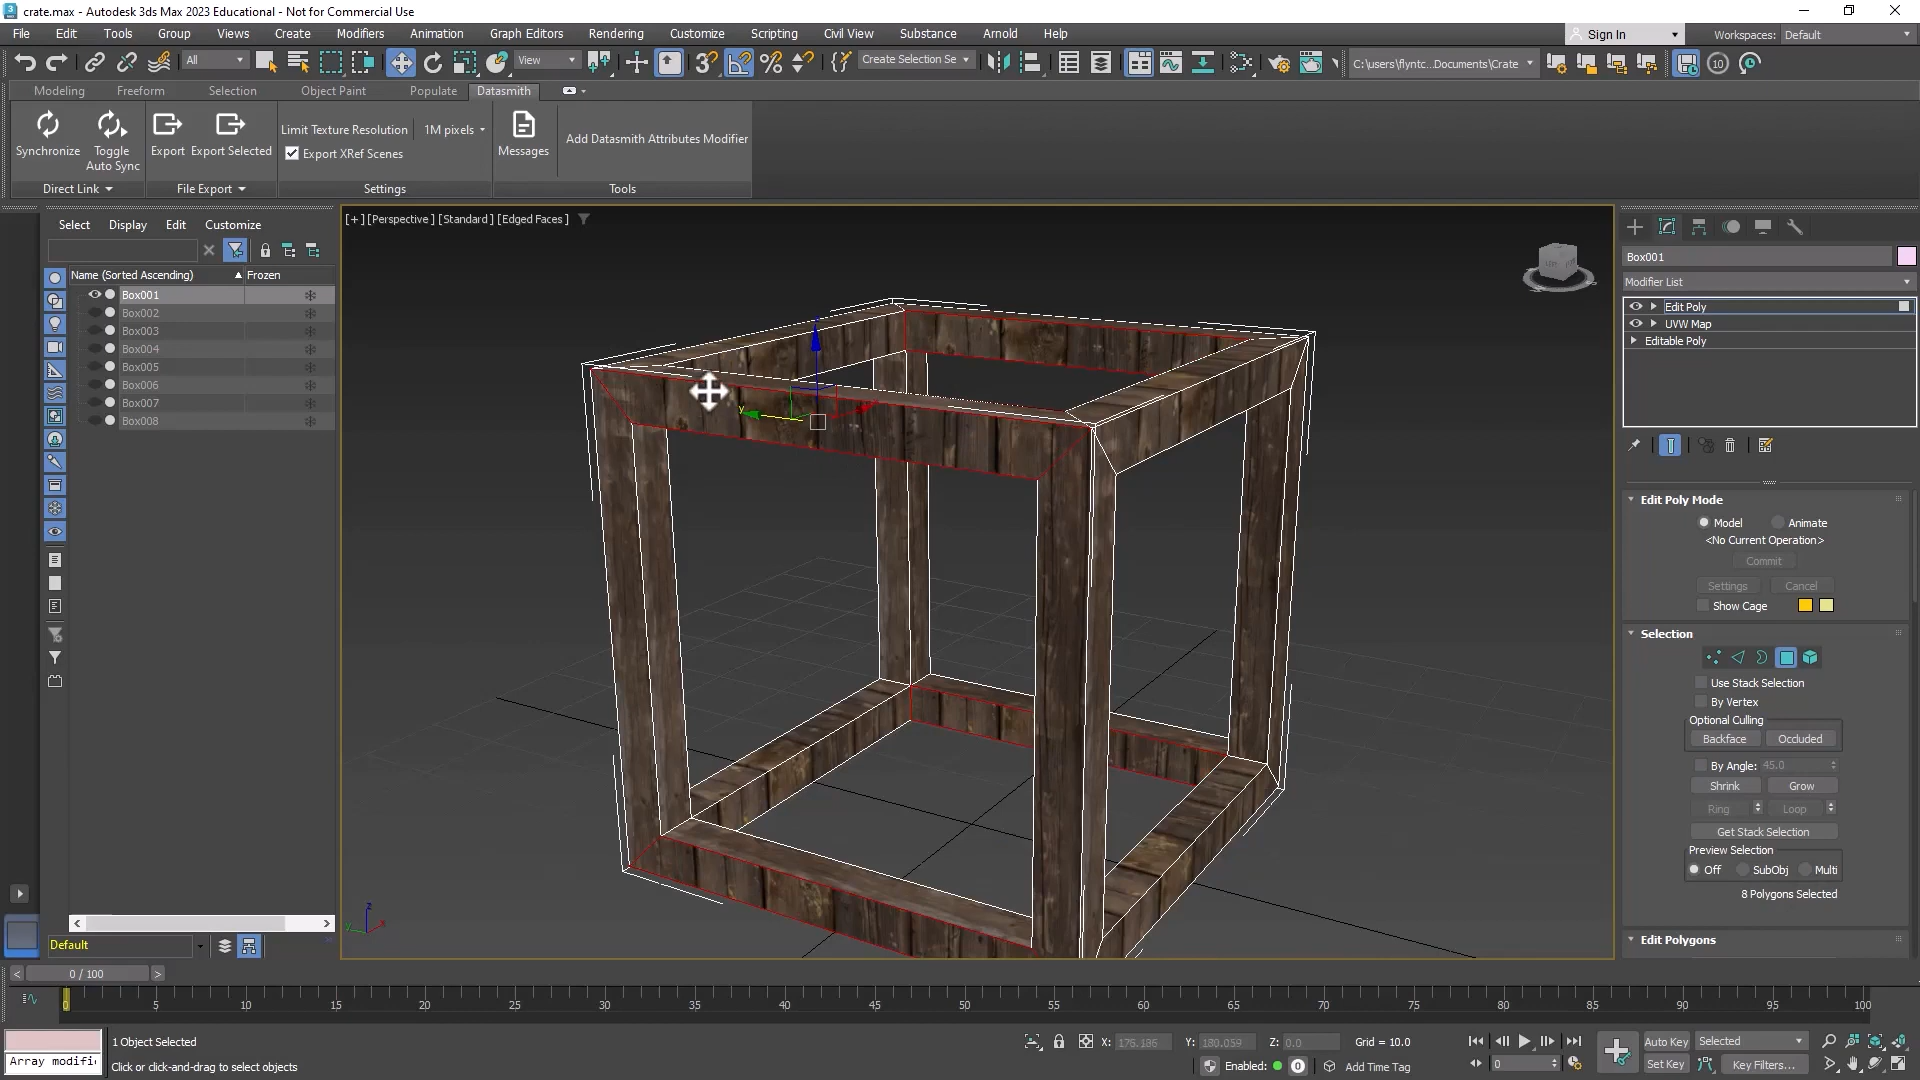 crate.max - Autodesk 3ds Max 2023 Educational - Not for Commercial Use
File Edit Tools Group Views Create Modifiers Animation Graph Editors Rendering Customize Scripting Civil View Substance Arnold Help
Sign In Workspaces: Default
All View Create Selection Se C:\users\flyntc...Documents\Crate 10
Modeling Freeform Selection Object Paint Populate Datasmith
Limit Texture Resolution 1M pixels
Synchronize Toggle Auto Sync Export Export Selected
Export XRef Scenes
Messages Add Datasmith Attributes Modifier
Direct Link File Export Settings Tools
Select Display Edit Customize
[+] [Perspective] [Standard] [Edged Faces]
Name (Sorted Ascending) Frozen
Box001
Box002
Box003
Box004
Box005
Box006
Box007
Box008
y
z
Box001
Modifier List
Edit Poly
UVW Map
Editable Poly
Edit Poly Mode
Model Animate
<No Current Operation>
Commit
Settings Cancel
Show Cage
Selection
Use Stack Selection
By Vertex
Optional Culling
Backface Occluded
By Angle: 45.0
Shrink Grow
Ring Loop
Get Stack Selection
Preview Selection
Off SubObj Multi
8 Polygons Selected
Edit Polygons
Default
< 0 / 100 >
0 5 10 15 20 25 30 35 40 45 50 55 60 65 70 75 80 85 90 95 100
1 Object Selected
X: 175.186 Y: 180.059 Z: 0.0 Grid = 10.0
Auto Key Selected
Array modifi
Click or click-and-drag to select objects
Enabled: 0 Add Time Tag
0 Set Key Key Filters...